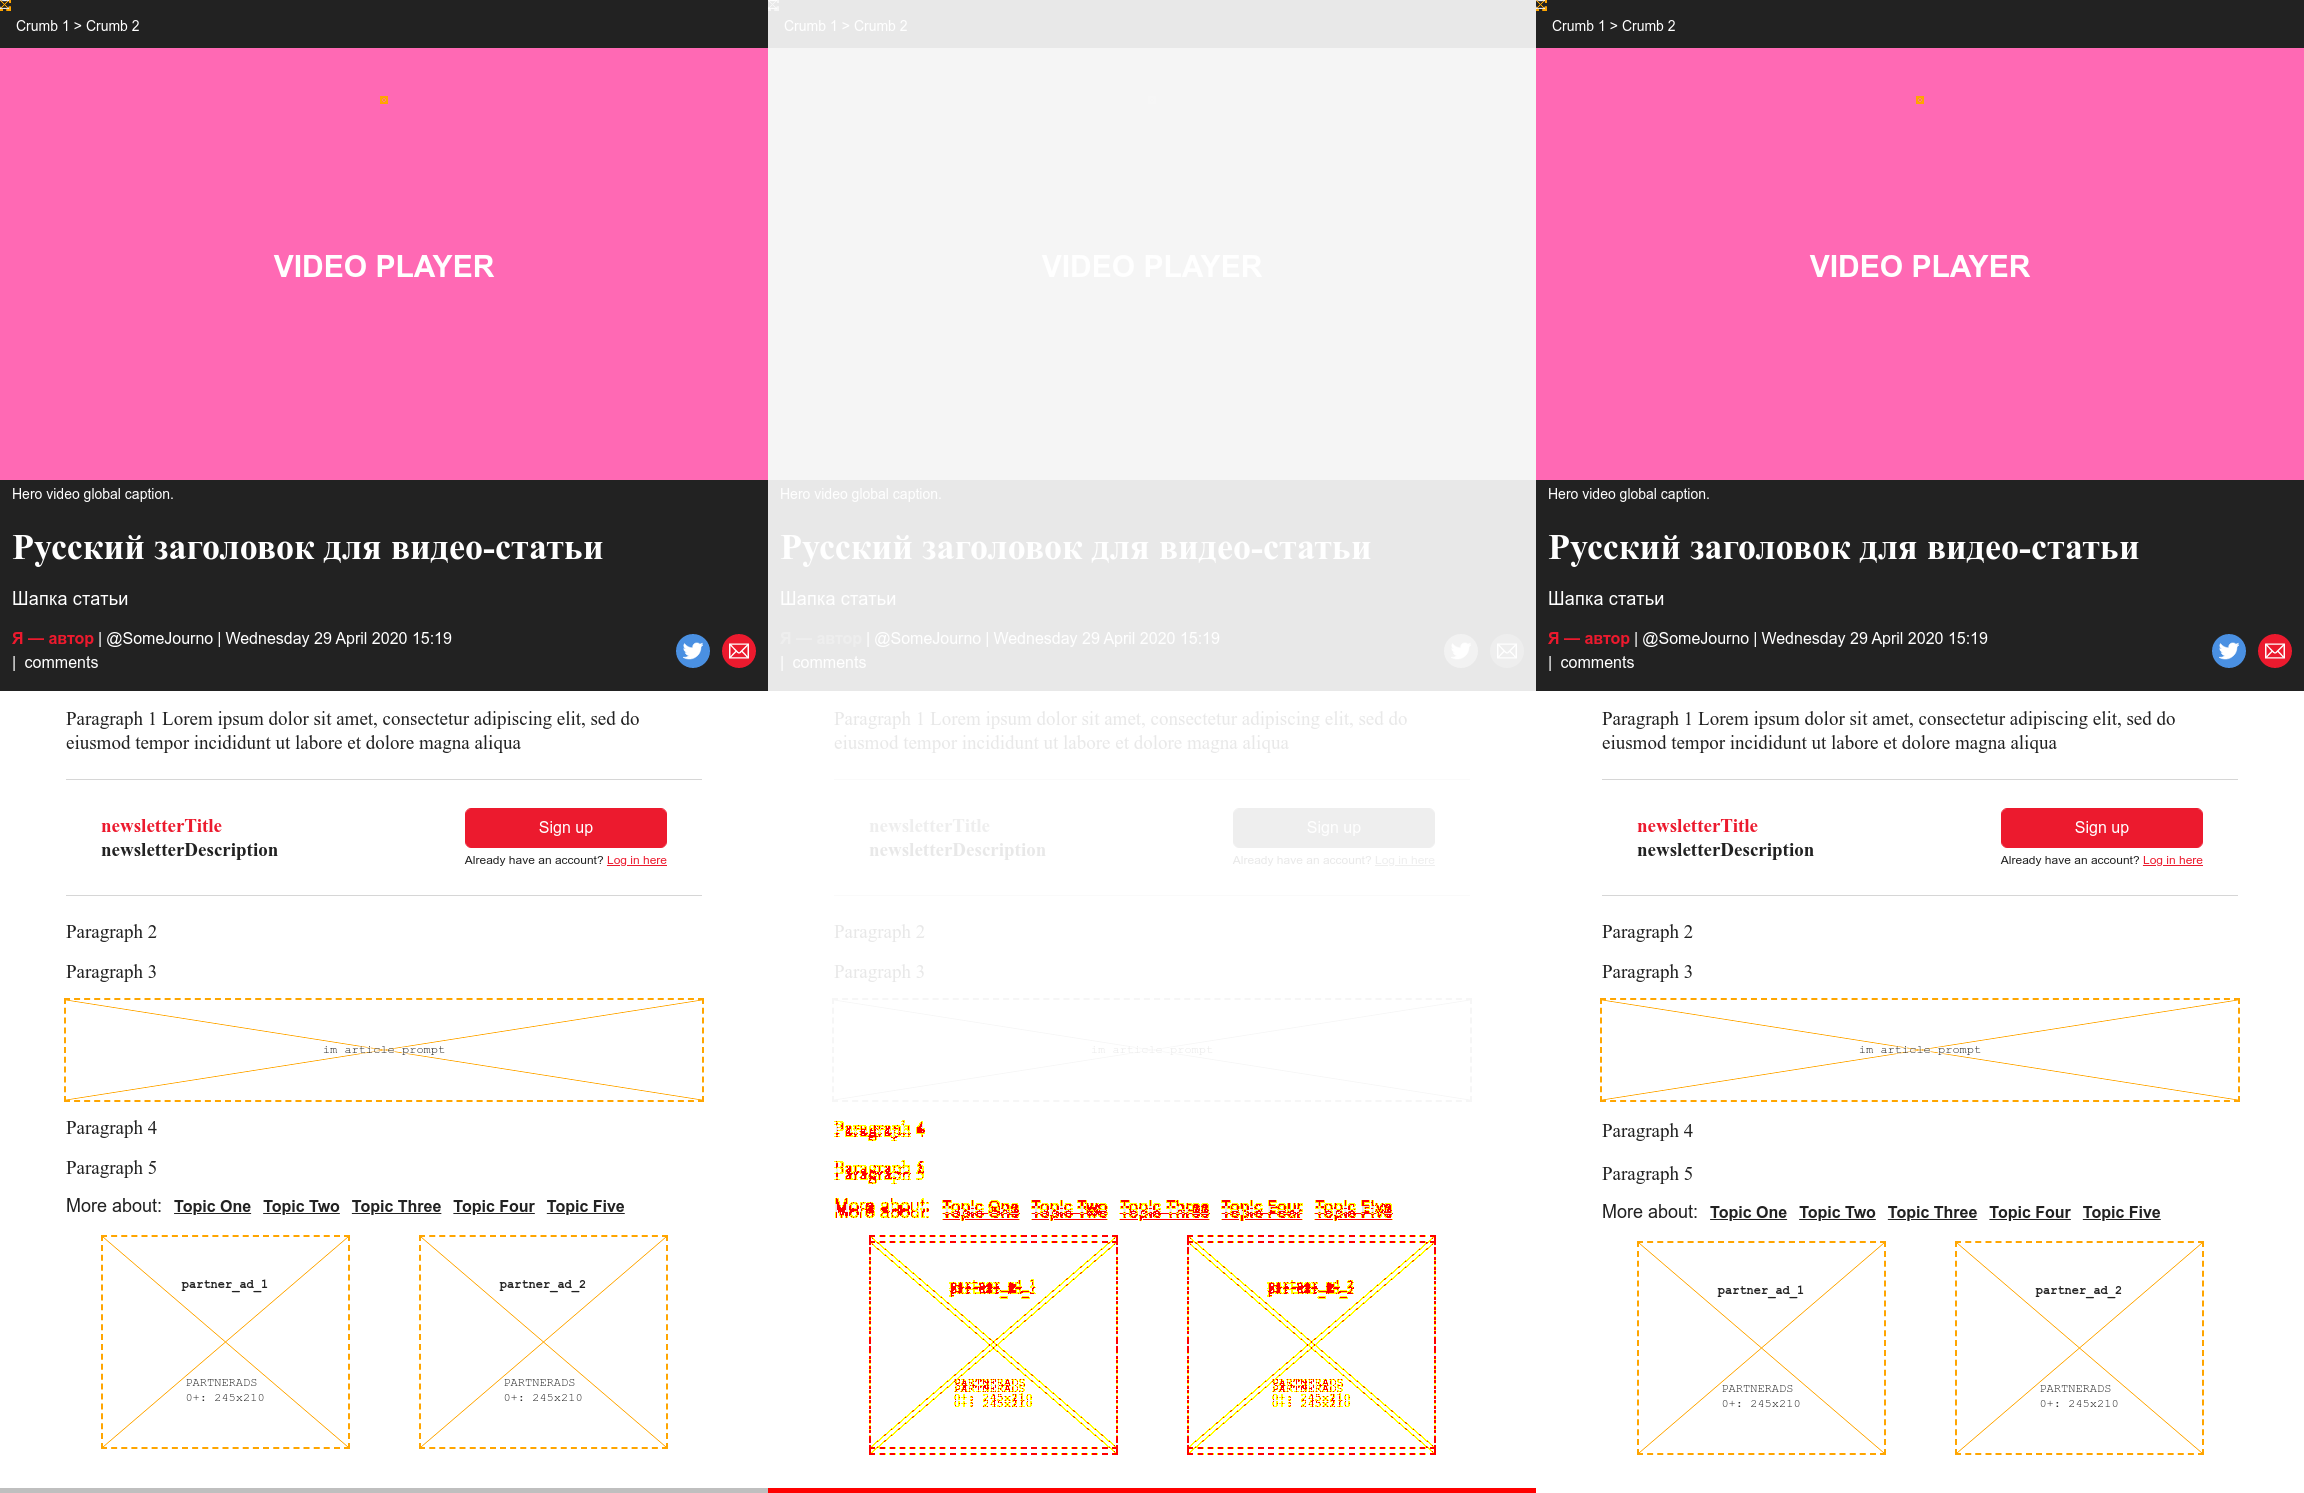 Crumb 1 > Crumb 2
VIDEO PLAYER
Hero video global caption.
Русский заголовок для видео-статьи
Шапка статьи
Я — автор | @SomeJourno | Wednesday 29 April 2020 15:19
| comments
Paragraph 1 Lorem ipsum dolor sit amet, consectetur adipiscing elit, sed do
eiusmod tempor incididunt ut labore et dolore magna aliqua
newsletterTitle
newsletterDescription
Sign up
Already have an account? Log in here
Paragraph 2
Paragraph 3
im article prompt
Paragraph 4
Paragraph 5
More about: Topic One Topic Two Topic Three Topic Four Topic Five
partner_ad_1
PARTNERADS
0+: 245x210
partner_ad_2
PARTNERADS
0+: 245x210
Crumb 1 > Crumb 2
VIDEO PLAYER
Hero video global caption.
Русский заголовок для видео-статьи
Шапка статьи
Я — автор | @SomeJourno | Wednesday 29 April 2020 15:19
| comments
Paragraph 1 Lorem ipsum dolor sit amet, consectetur adipiscing elit, sed do
eiusmod tempor incididunt ut labore et dolore magna aliqua
newsletterTitle
newsletterDescription
Sign up
Already have an account? Log in here
Paragraph 2
Paragraph 3
im article prompt
Paragraph 4
Paragraph 5
More about: Topic One Topic Two Topic Three Topic Four Topic Five
partner_ad_1
PARTNERADS
0+: 245x210
partner_ad_2
PARTNERADS
0+: 245x210
Crumb 1 > Crumb 2
VIDEO PLAYER
Hero video global caption.
Русский заголовок для видео-статьи
Шапка статьи
Я — автор | @SomeJourno | Wednesday 29 April 2020 15:19
| comments
Paragraph 1 Lorem ipsum dolor sit amet, consectetur adipiscing elit, sed do
eiusmod tempor incididunt ut labore et dolore magna aliqua
newsletterTitle
newsletterDescription
Sign up
Already have an account? Log in here
Paragraph 2
Paragraph 3
im article prompt
Paragraph 4
Paragraph 5
More about: Topic One Topic Two Topic Three Topic Four Topic Five
partner_ad_1
PARTNERADS
0+: 245x210
partner_ad_2
PARTNERADS
0+: 245x210